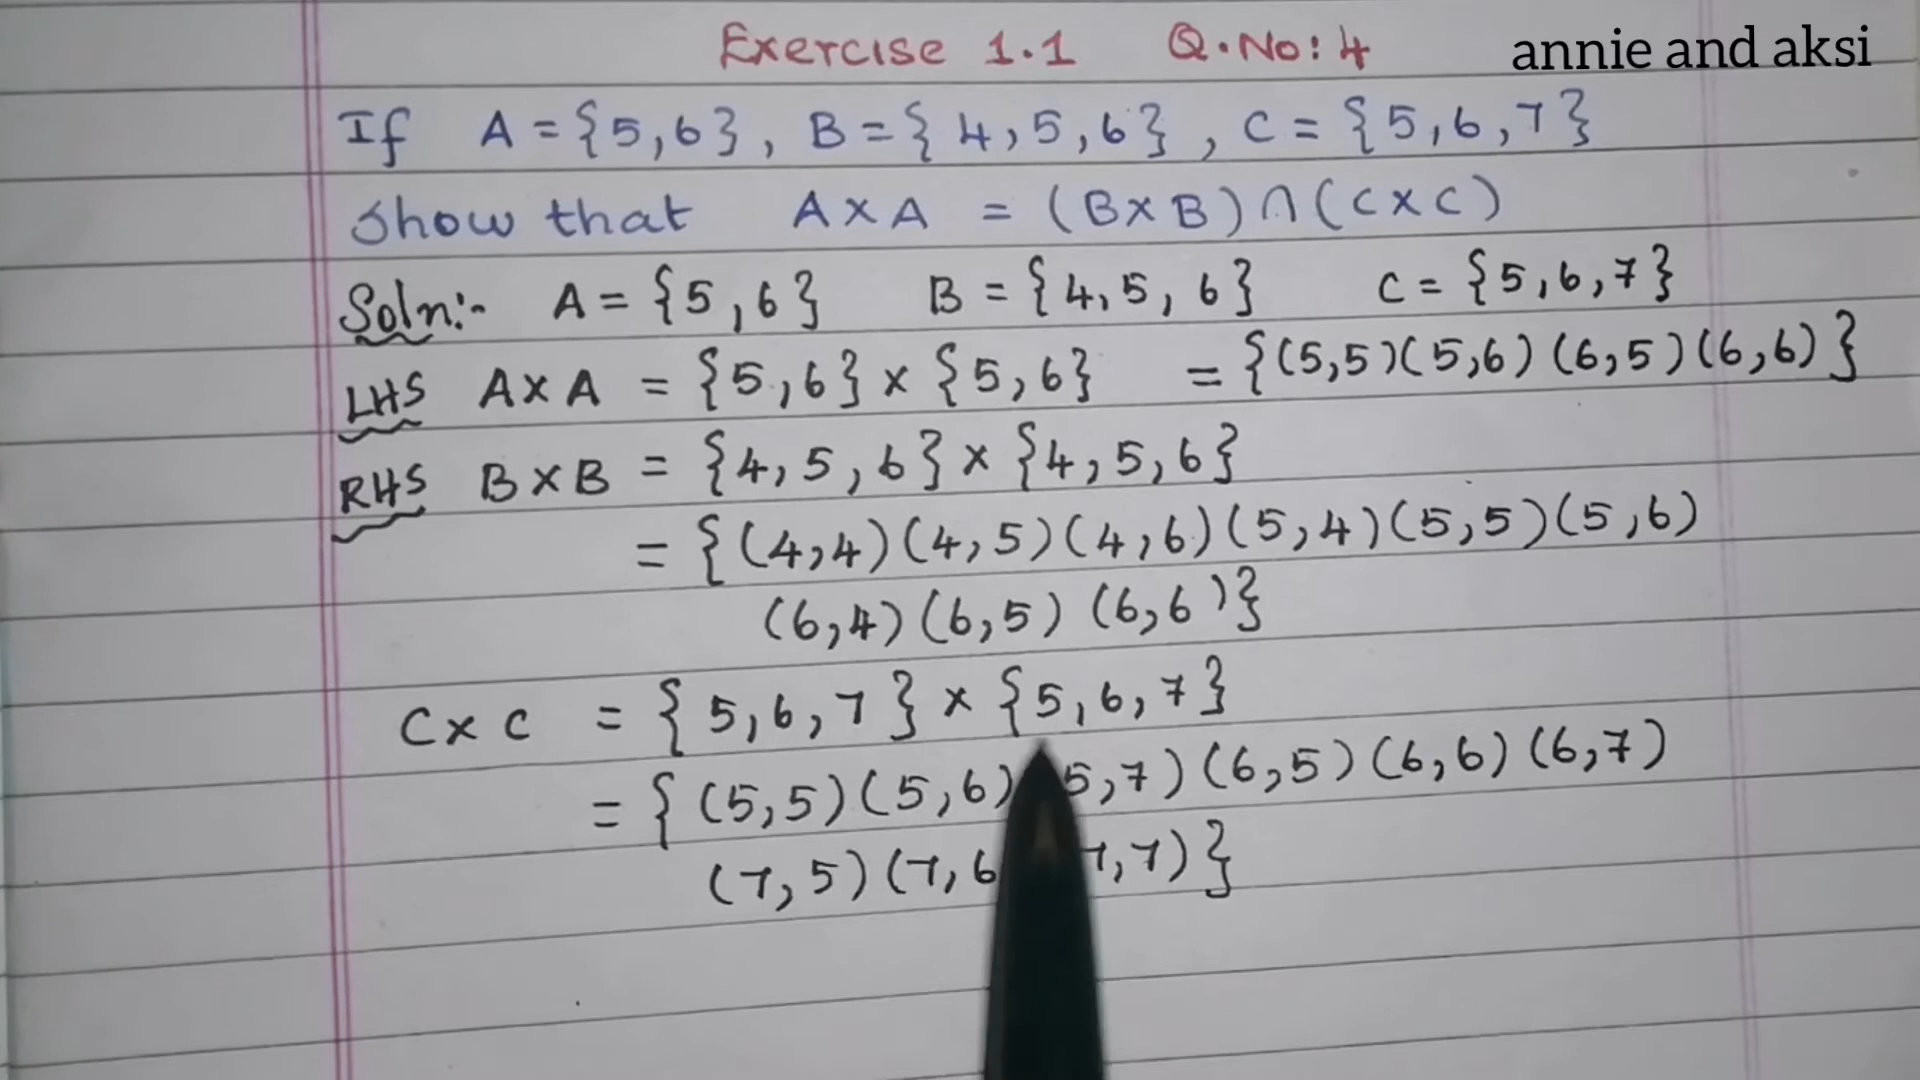 Exercise 1.1 Q.No:4 annie and aksi
If A = {5,6}, B = {4,5,6}, C = {5,6,7}
Show that A×A = (B×B)∩(C×C)
Soln:- A = {5,6} B = {4,5,6} C = {5,6,7}
LHS A×A = {5,6} × {5,6} = {(5,5)(5,6)(6,5)(6,6)}
RHS B×B = {4,5,6} × {4,5,6}
= {(4,4)(4,5)(4,6)(5,4)(5,5)(5,6)
(6,4)(6,5)(6,6)}
C×C = {5,6,7} × {5,6,7}
= {(5,5)(5,6) 5,7)(6,5)(6,6)(6,7)
(7,5)(7,6 7,7)}